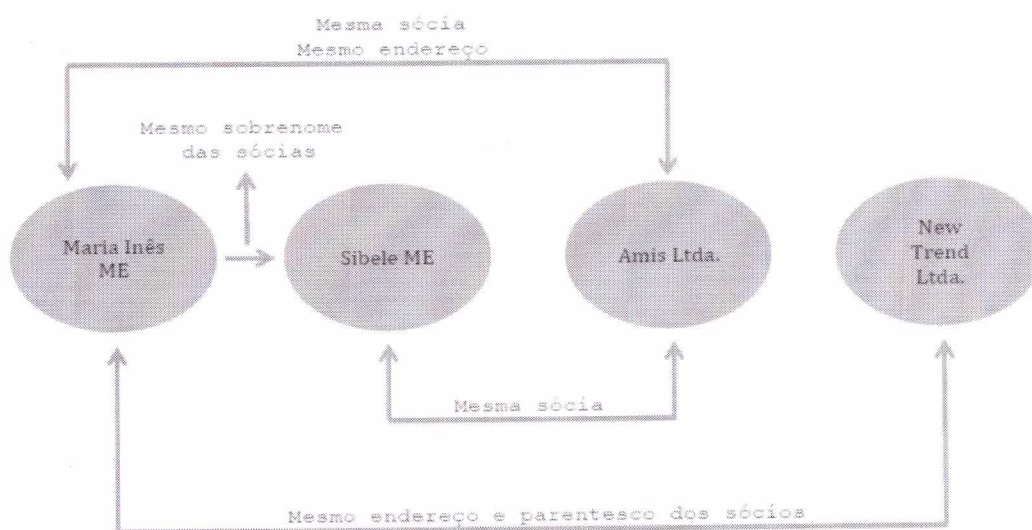 Mesma sócia
Mesmo endereço
Mesmo sobrenome
das sócias
Maria Inês
ME
Sibele ME
Amis Ltda.
New
Trend
Ltda.
Mesma sócia
Mesmo endereço e parentesco dos sócios